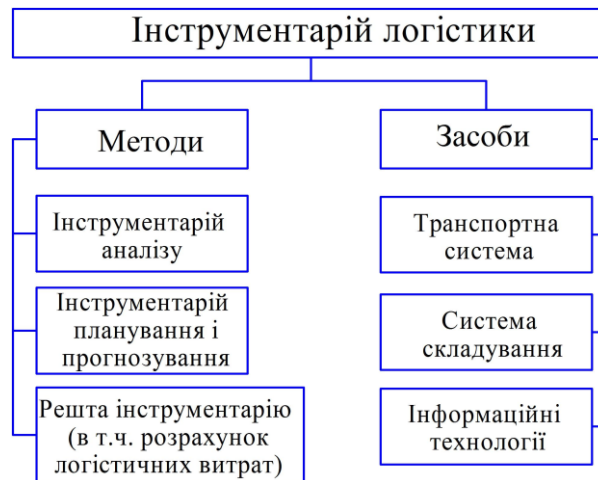 Інструментарій логістики
Методи
Засоби
Інструментарій
аналізу
Транспортна
система
Інструментарій
планування і
прогнозування
Система
складування
Решта інструментарію
(в т.ч. розрахунок
логістичних витрат)
Інформаційні
технології